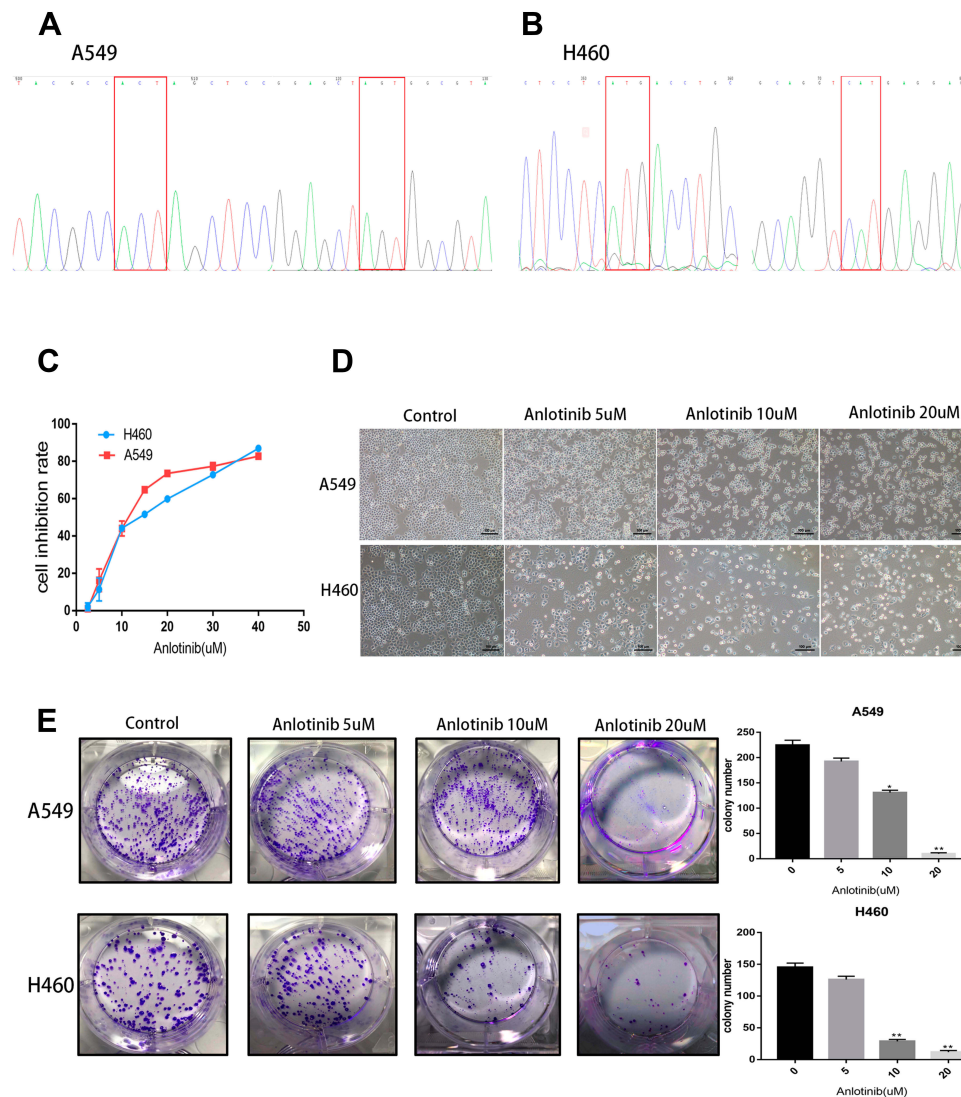 A
B
A549
H460
T A C G C C A C T A G C T C C G G A G C T A G T G G C G T A
G T C C T C A T G A C C T G C
G C A G G T C A T G A G G A
C
D
100
80
60
40
20
0
H460
A549
cell inhibition rate
0 10 20 30 40 50
Anlotinib(uM)
Control Anlotinib 5uM Anlotinib 10uM Anlotinib 20uM
A549
H460
E
Control Anlotinib 5uM Anlotinib 10uM Anlotinib 20uM
A549
H460
A549
250
200
150
100
50
0
colony number
* **
0 5 10 20
Anlotinib(uM)
H460
150
100
50
0
colony number
** **
0 5 10 20
Anlotinib(uM)